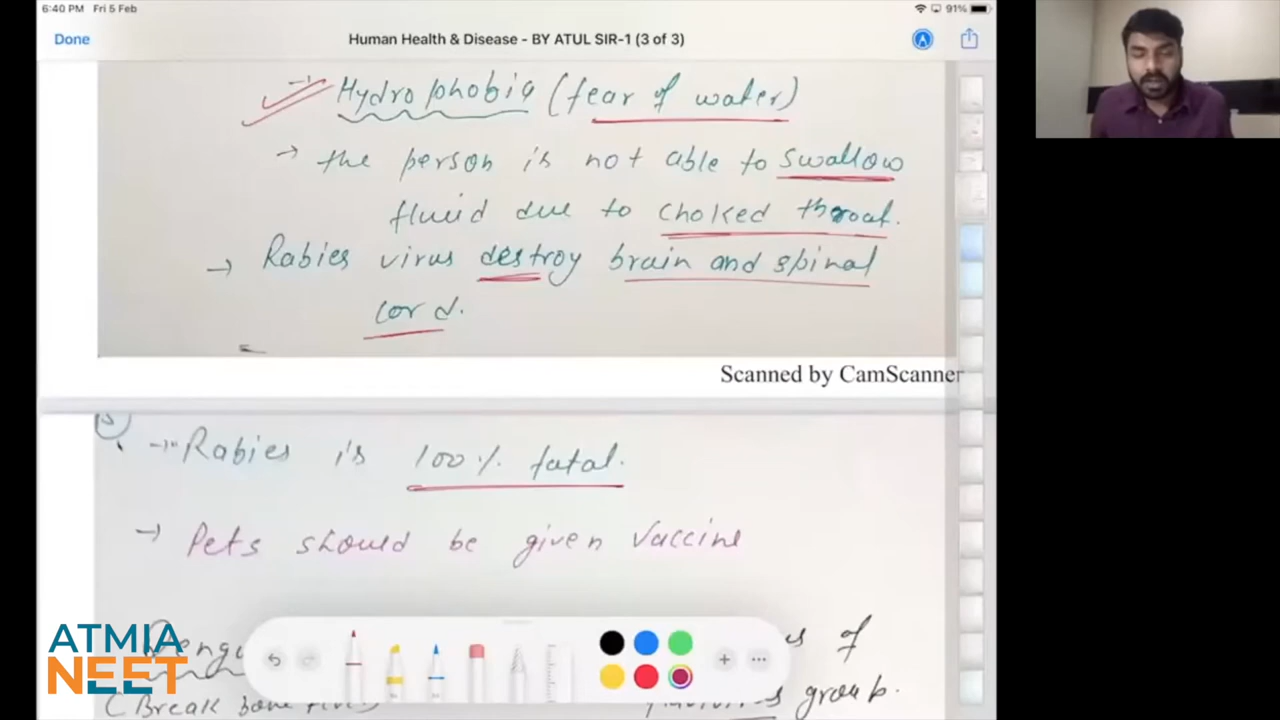 6:40 PM Fri 5 Feb
91%
Done
Human Health & Disease - BY ATUL SIR-1 (3 of 3)
→ Hydrophobia (fear of water)
→ the person is not able to swallow
fluid due to choked throat.
→ Rabies virus destroy brain and spinal
cord.
Scanned by CamScanner
→ Rabies is 100% fatal.
→ Pets should be given vaccine
of
(Break bone
group.
ATMIA
NEET